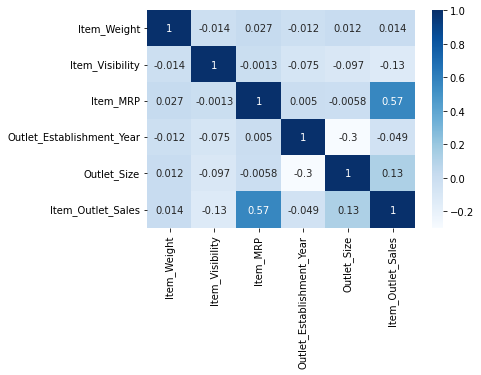 Item_Weight 1 -0.014 0.027 -0.012 0.012 0.014
Item_Visibility -0.014 1 -0.0013 -0.075 -0.097 -0.13
Item_MRP 0.027 -0.0013 1 0.005 -0.0058 0.57
Outlet_Establishment_Year -0.012 -0.075 0.005 1 -0.3 -0.049
Outlet_Size 0.012 -0.097 -0.0058 -0.3 1 0.13
Item_Outlet_Sales 0.014 -0.13 0.57 -0.049 0.13 1
Item_Weight
Item_Visibility
Item_MRP
Outlet_Establishment_Year
Outlet_Size
Item_Outlet_Sales
1.0
0.8
0.6
0.4
0.2
0.0
−0.2